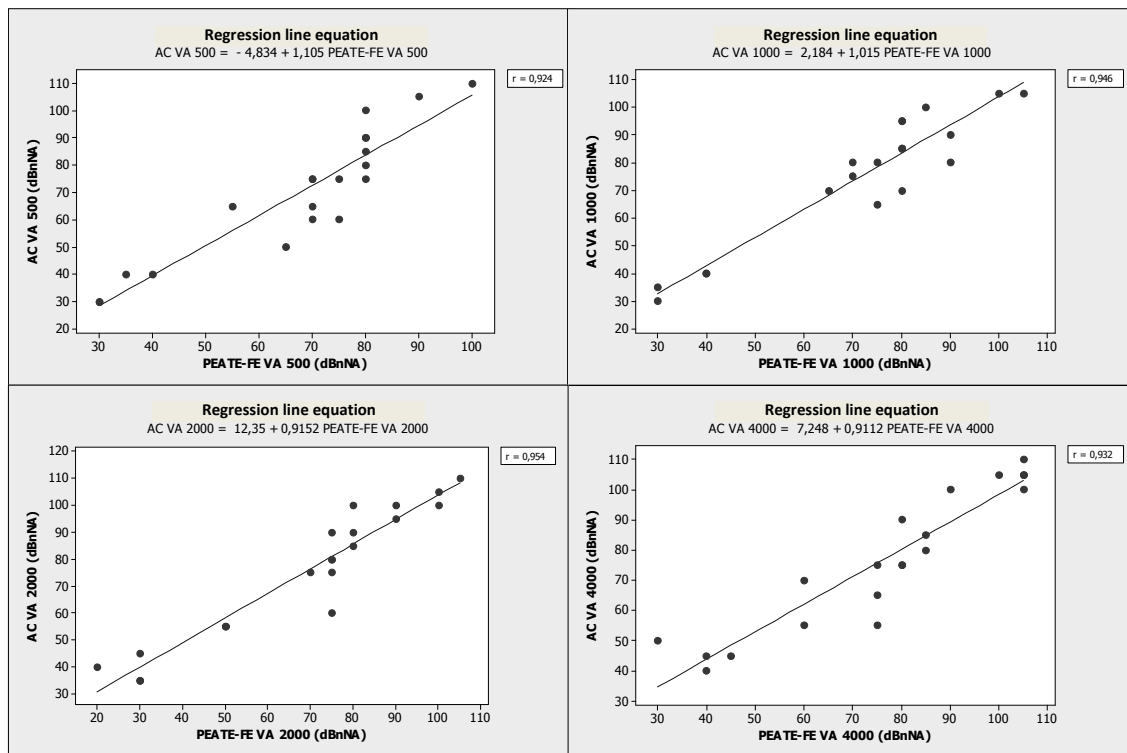 Regression line equation
AC VA 500 = - 4,834 + 1,105 PEATE-FE VA 500
r = 0,924
AC VA 500 (dBnNA)
110
100
90
80
70
60
50
40
30
20
30 40 50 60 70 80 90 100
PEATE-FE VA 500 (dBnNA)
Regression line equation
AC VA 1000 = 2,184 + 1,015 PEATE-FE VA 1000
r = 0,946
AC VA 1000 (dBnNA)
110
100
90
80
70
60
50
40
30
20
30 40 50 60 70 80 90 100 110
PEATE-FE VA 1000 (dBnNA)
Regression line equation
AC VA 2000 = 12,35 + 0,9152 PEATE-FE VA 2000
r = 0,954
AC VA 2000 (dBnNA)
120
110
100
90
80
70
60
50
40
30
20 30 40 50 60 70 80 90 100 110
PEATE-FE VA 2000 (dBnNA)
Regression line equation
AC VA 4000 = 7,248 + 0,9112 PEATE-FE VA 4000
r = 0,932
AC VA 4000 (dBnNA)
110
100
90
80
70
60
50
40
30
30 40 50 60 70 80 90 100 110
PEATE-FE VA 4000 (dBnNA)